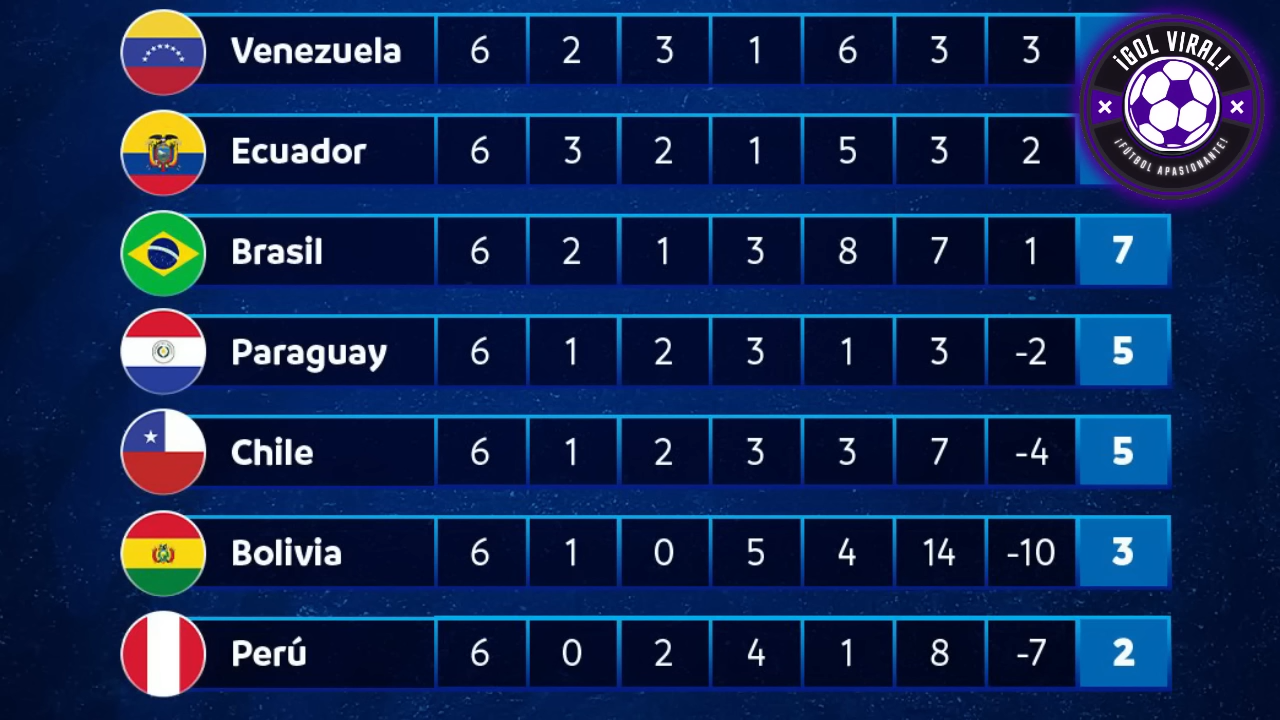 Venezuela 6 2 3 1 6 3 3
¡GOL VIRAL!
¡FÚTBOL APASIONANTE!
Ecuador 6 3 2 1 5 3 2
Brasil 6 2 1 3 8 7 1 7
Paraguay 6 1 2 3 1 3 -2 5
Chile 6 1 2 3 3 7 -4 5
Bolivia 6 1 0 5 4 14 -10 3
Perú 6 0 2 4 1 8 -7 2